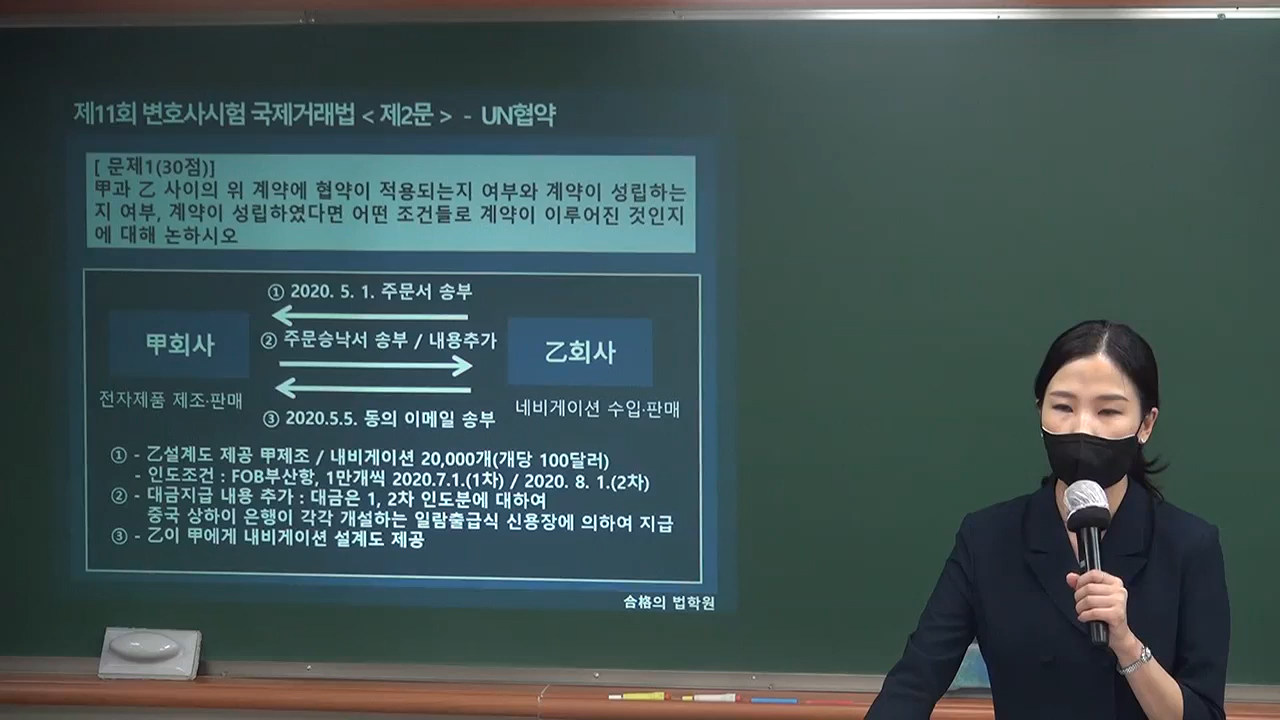 제11회 변호사시험 국제거래법 < 제2문 > - UN협약
[ 문제1(30점)]
甲과 乙 사이의 위 계약에 협약이 적용되는지 여부와 계약이 성립하는
지 여부, 계약이 성립하였다면 어떤 조건들로 계약이 이루어진 것인지
에 대해 논하시오
① 2020. 5. 1. 주문서 송부
甲회사
② 주문승낙서 송부 / 내용추가
乙회사
전자제품 제조·판매
네비게이션 수입·판매
③ 2020.5.5. 동의 이메일 송부
① - 乙설계도 제공 甲제조 / 내비게이션 20,000개(개당 100달러)
- 인도조건 : FOB부산항, 1만개씩 2020.7.1.(1차) / 2020. 8. 1.(2차)
② - 대금지급 내용 추가 : 대금은 1, 2차 인도분에 대하여
중국 상하이 은행이 각각 개설하는 일람출급식 신용장에 의하여 지급
③ - 乙이 甲에게 내비게이션 설계도 제공
合格의 법학원